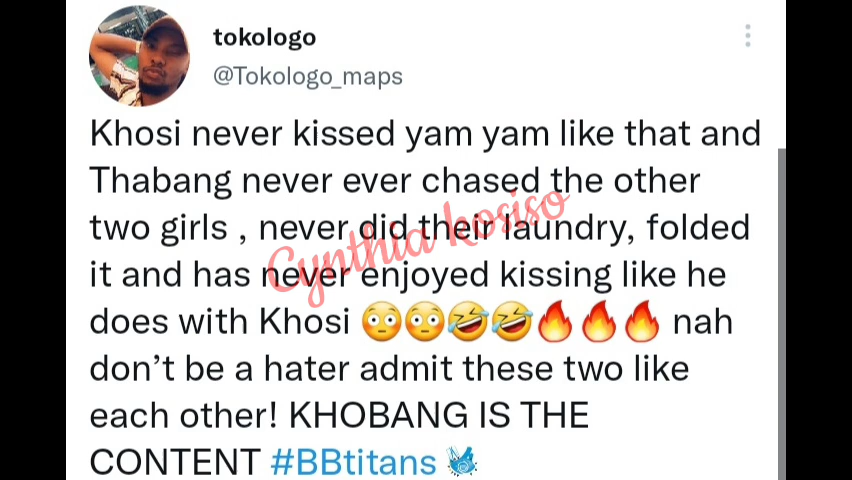 tokologo
@Tokologo_maps
Khosi never kissed yam yam like that and
Thabang never ever chased the other
two girls , never did their laundry, folded
it and has never enjoyed kissing like he
does with Khosi 😳😳🤣🤣🔥🔥🔥 nah
don’t be a hater admit these two like
each other! KHOBANG IS THE
CONTENT #BBtitans
Cynthia kosiso